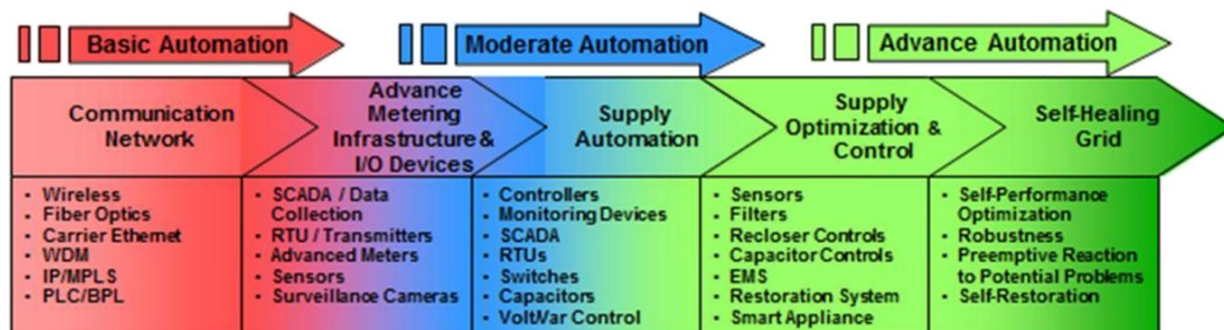 Basic Automation
Moderate Automation
Advance Automation
Communication
Network
Advance
Metering
Infrastructure &
I/O Devices
Supply
Automation
Supply
Optimization &
Control
Self-Healing
Grid
• Wireless
• Fiber Optics
• Carrier Ethernet
• WDM
• IP/MPLS
• PLC/BPL
• SCADA / Data
Collection
• RTU / Transmitters
• Advanced Meters
• Sensors
• Surveillance Cameras
• Controllers
• Monitoring Devices
• SCADA
• RTUs
• Switches
• Capacitors
• Volt/Var Control
• Sensors
• Filters
• Recloser Controls
• Capacitor Controls
• EMS
• Restoration System
• Smart Appliance
• Self-Performance
Optimization
• Robustness
• Preemptive Reaction
to Potential Problems
• Self-Restoration